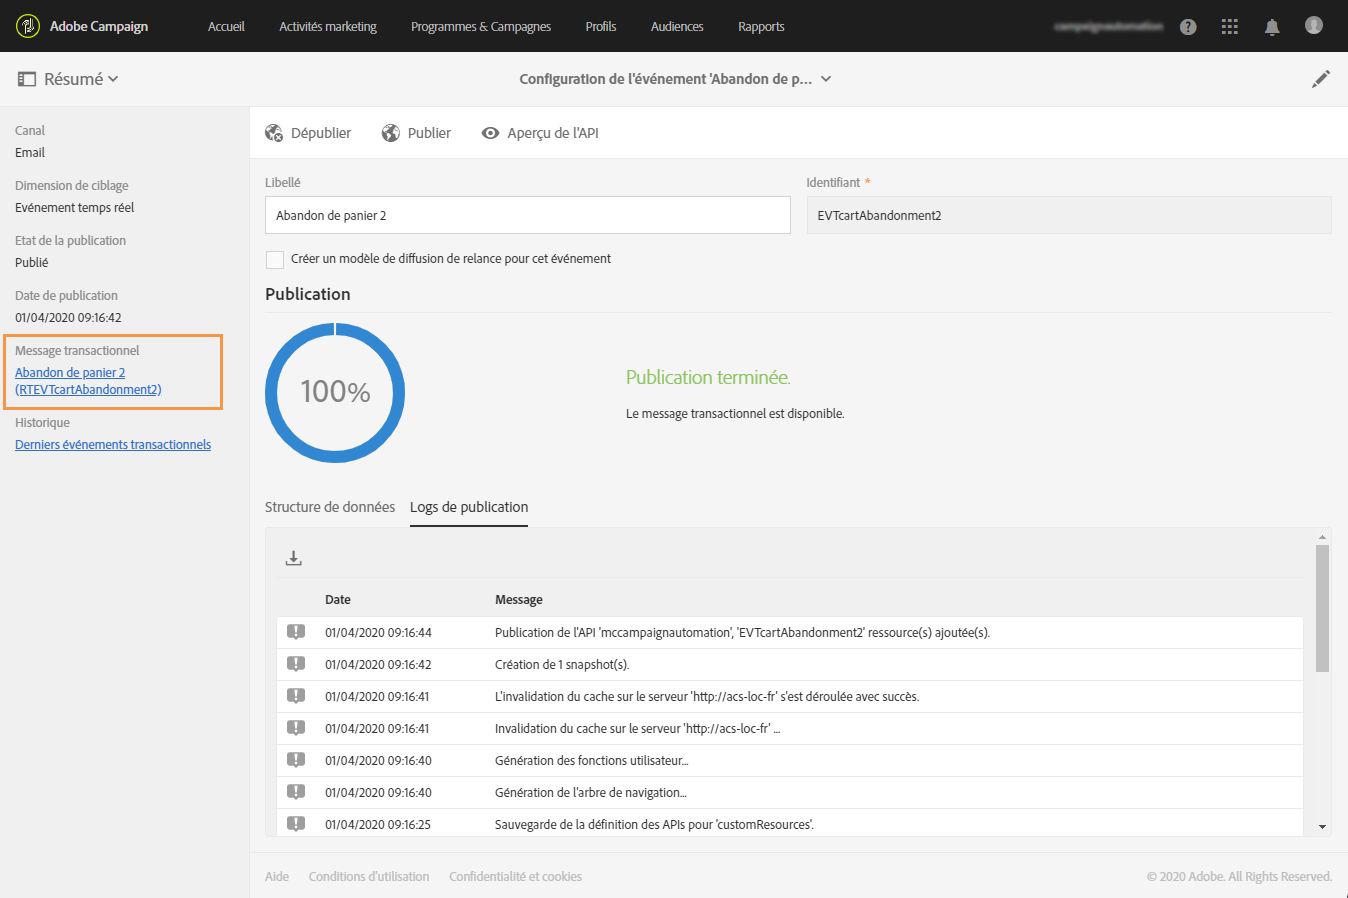 Adobe Campaign
Accueil
Activités marketing
Programmes & Campagnes
Profils
Audiences
Rapports
Résumé
Configuration de l'événement 'Abandon de p...
Canal
Email
Dimension de ciblage
Evénement temps réel
Etat de la publication
Publié
Date de publication
01/04/2020 09:16:42
Message transactionnel
Abandon de panier 2
(RTEVTcartAbandonment2)
Historique
Derniers événements transactionnels
Dépublier
Publier
Aperçu de l'API
Libellé
Identifiant *
Abandon de panier 2
EVTcartAbandonment2
Créer un modèle de diffusion de relance pour cet événement
Publication
100%
Publication terminée.
Le message transactionnel est disponible.
Structure de données
Logs de publication
Date Message
01/04/2020 09:16:44 Publication de l'API 'mccampaignautomation', 'EVTcartAbandonment2' ressource(s) ajoutée(s).
01/04/2020 09:16:42 Création de 1 snapshot(s).
01/04/2020 09:16:41 L'invalidation du cache sur le serveur 'http://acs-loc-fr' s'est déroulée avec succès.
01/04/2020 09:16:41 Invalidation du cache sur le serveur 'http://acs-loc-fr' ...
01/04/2020 09:16:40 Génération des fonctions utilisateur...
01/04/2020 09:16:40 Génération de l'arbre de navigation...
01/04/2020 09:16:25 Sauvegarde de la définition des APIs pour 'customResources'.
Aide
Conditions d'utilisation
Confidentialité et cookies
© 2020 Adobe. All Rights Reserved.